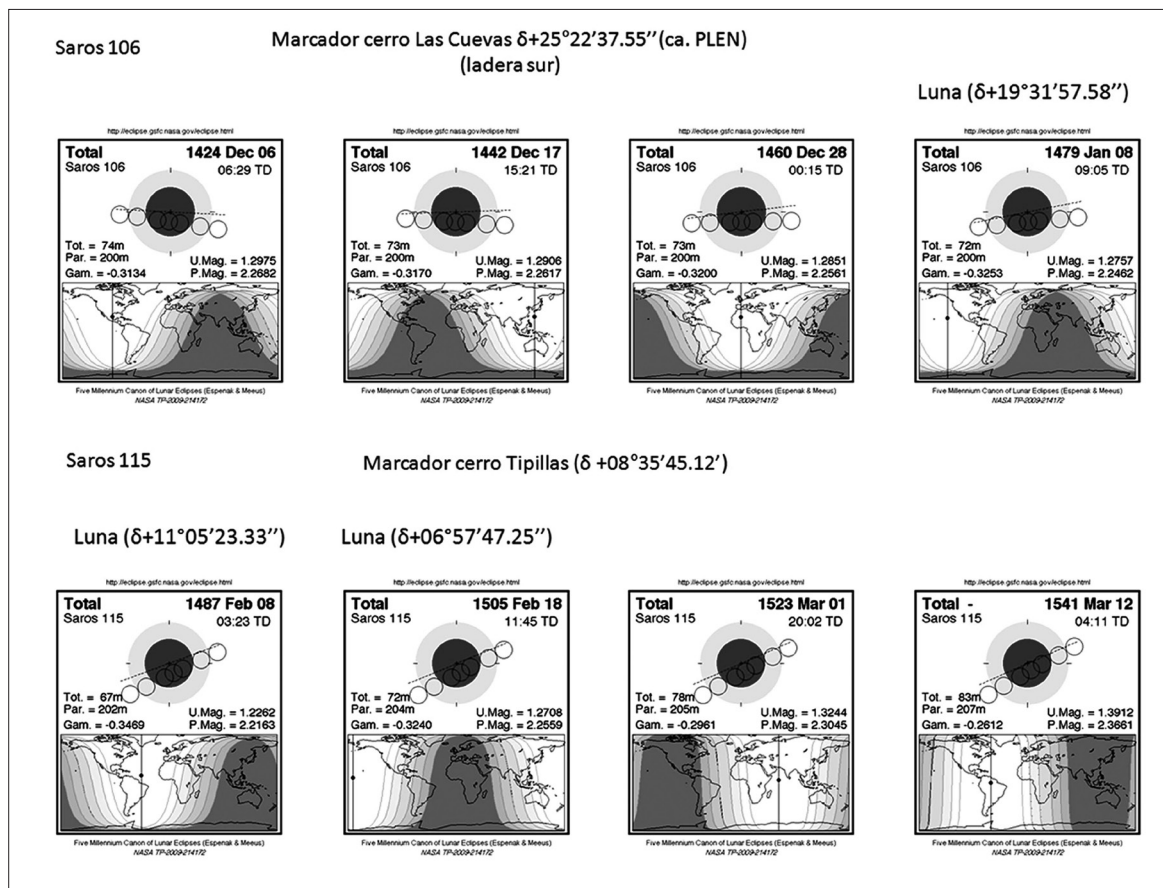 Saros 106
Marcador cerro Las Cuevas δ+25°22’37.55’’(ca. PLEN)
(ladera sur)
Luna (δ+19°31’57.58’’)
http://eclipse.gsfc.nasa.gov/eclipse.html
Total 1424 Dec 06
Saros 106 06:29 TD
Tot. = 74m
Par. = 200m U.Mag. = 1.2975
Gam. = -0.3134 P.Mag. = 2.2682
Five Millennium Canon of Lunar Eclipses (Espenak & Meeus)
NASA TP-2009-214172
http://eclipse.gsfc.nasa.gov/eclipse.html
Total 1442 Dec 17
Saros 106 15:21 TD
Tot. = 73m
Par. = 200m U.Mag. = 1.2906
Gam. = -0.3170 P.Mag. = 2.2617
Five Millennium Canon of Lunar Eclipses (Espenak & Meeus)
NASA TP-2009-214172
http://eclipse.gsfc.nasa.gov/eclipse.html
Total 1460 Dec 28
Saros 106 00:15 TD
Tot. = 73m
Par. = 200m U.Mag. = 1.2851
Gam. = -0.3200 P.Mag. = 2.2561
Five Millennium Canon of Lunar Eclipses (Espenak & Meeus)
NASA TP-2009-214172
http://eclipse.gsfc.nasa.gov/eclipse.html
Total 1479 Jan 08
Saros 106 09:05 TD
Tot. = 72m
Par. = 200m U.Mag. = 1.2757
Gam. = -0.3253 P.Mag. = 2.2462
Five Millennium Canon of Lunar Eclipses (Espenak & Meeus)
NASA TP-2009-214172
Saros 115
Marcador cerro Tipillas (δ +08°35’45.12’)
Luna (δ+11°05’23.33’’)
Luna (δ+06°57’47.25’’)
http://eclipse.gsfc.nasa.gov/eclipse.html
Total 1487 Feb 08
Saros 115 03:23 TD
Tot. = 67m
Par. = 202m U.Mag. = 1.2262
Gam. = -0.3469 P.Mag. = 2.2163
Five Millennium Canon of Lunar Eclipses (Espenak & Meeus)
NASA TP-2009-214172
http://eclipse.gsfc.nasa.gov/eclipse.html
Total 1505 Feb 18
Saros 115 11:45 TD
Tot. = 72m
Par. = 204m U.Mag. = 1.2708
Gam. = -0.3240 P.Mag. = 2.2559
Five Millennium Canon of Lunar Eclipses (Espenak & Meeus)
NASA TP-2009-214172
http://eclipse.gsfc.nasa.gov/eclipse.html
Total 1523 Mar 01
Saros 115 20:02 TD
Tot. = 78m
Par. = 205m U.Mag. = 1.3244
Gam. = -0.2961 P.Mag. = 2.3045
Five Millennium Canon of Lunar Eclipses (Espenak & Meeus)
NASA TP-2009-214172
http://eclipse.gsfc.nasa.gov/eclipse.html
Total - 1541 Mar 12
Saros 115 04:11 TD
Tot. = 83m
Par. = 207m U.Mag. = 1.3912
Gam. = -0.2612 P.Mag. = 2.3661
Five Millennium Canon of Lunar Eclipses (Espenak & Meeus)
NASA TP-2009-214172